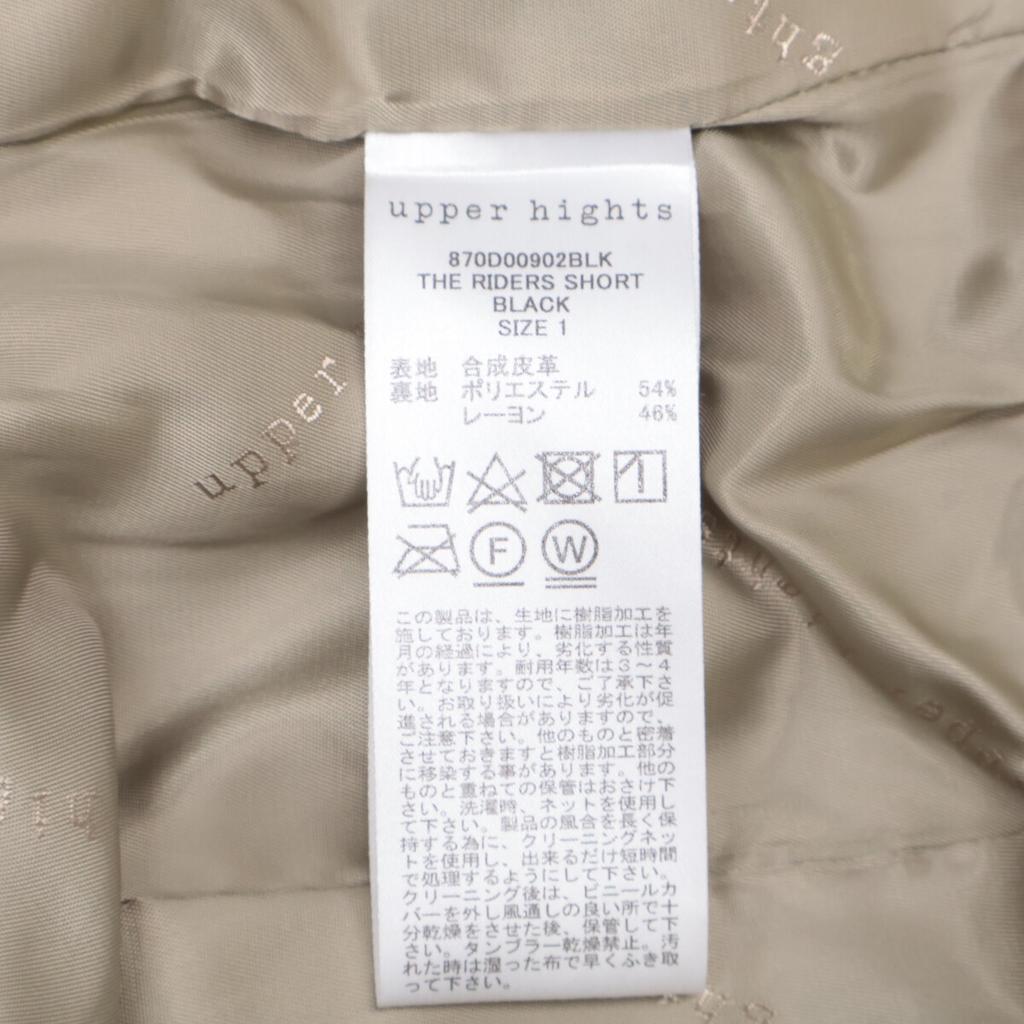 upper hights
870D00902BLK
THE RIDERS SHORT
BLACK
SIZE 1
表地 合成皮革
裏地 ポリエステル 54%
レーヨン 46%
F W
この製品は、生地に樹脂加工を
施しております。樹脂加工は年
月の経過により、劣化する性質
があります。耐用年数は3～4
年となりますので、ご了承下さ
い。お取り扱いにより劣化が促
進される場合がありますので、
ご注意下さい。他のものと密着
させておきますと樹脂加工部分
に移染する事があります。他の
ものと重ねての保管はおさけ下
さい。洗濯時、ネットを使用し
て下さい。製品の風合を長く保
持する為に、クリーニングネッ
トを使用し、出来るだけ短時間
で処理するようにして下さい。
クリーニング後は、ビニールカ
バーを外し風通しの良い所で十
分乾燥をさせた後、保管して下
さい。タンブラー乾燥禁止。汚
れた時は湿った布で早くふき取
って下さい。
upper